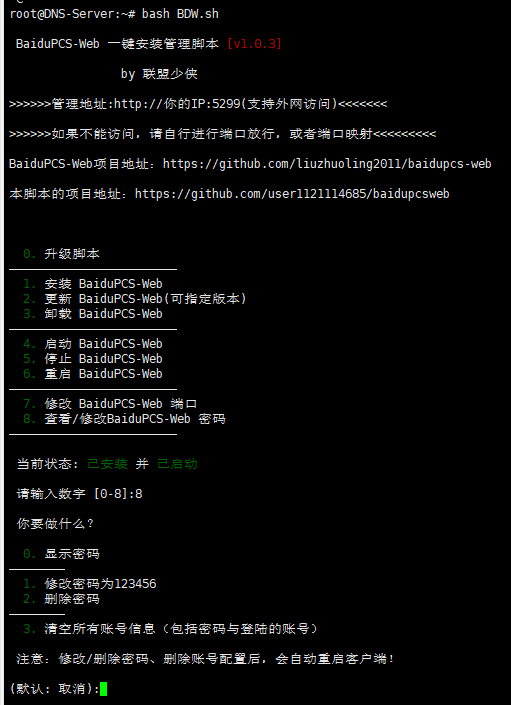 root@DNS-Server:~# bash BDW.sh
BaiduPCS-Web 一键安装管理脚本 [v1.0.3]
by 联盟少侠
>>>>>>管理地址:http://你的IP:5299(支持外网访问)<<<<<<<
>>>>>>如果不能访问，请自行进行端口放行，或者端口映射<<<<<<<<<
BaiduPCS-Web项目地址：https://github.com/liuzhuoling2011/baidupcs-web
本脚本的项目地址：https://github.com/user1121114685/baidupcsweb
0. 升级脚本
————————————————————————
1. 安装 BaiduPCS-Web
2. 更新 BaiduPCS-Web(可指定版本)
3. 卸载 BaiduPCS-Web
————————————————————————
4. 启动 BaiduPCS-Web
5. 停止 BaiduPCS-Web
6. 重启 BaiduPCS-Web
————————————————————————
7. 修改 BaiduPCS-Web 端口
8. 查看/修改BaiduPCS-Web 密码
————————————————————————
当前状态: 已安装 并 已启动
请输入数字 [0-8]:8
你要做什么？
0. 显示密码
————————
1. 修改密码为123456
2. 删除密码
————————
3. 清空所有账号信息（包括密码与登陆的账号）
注意：修改/删除密码、删除账号配置后，会自动重启客户端！
(默认: 取消):